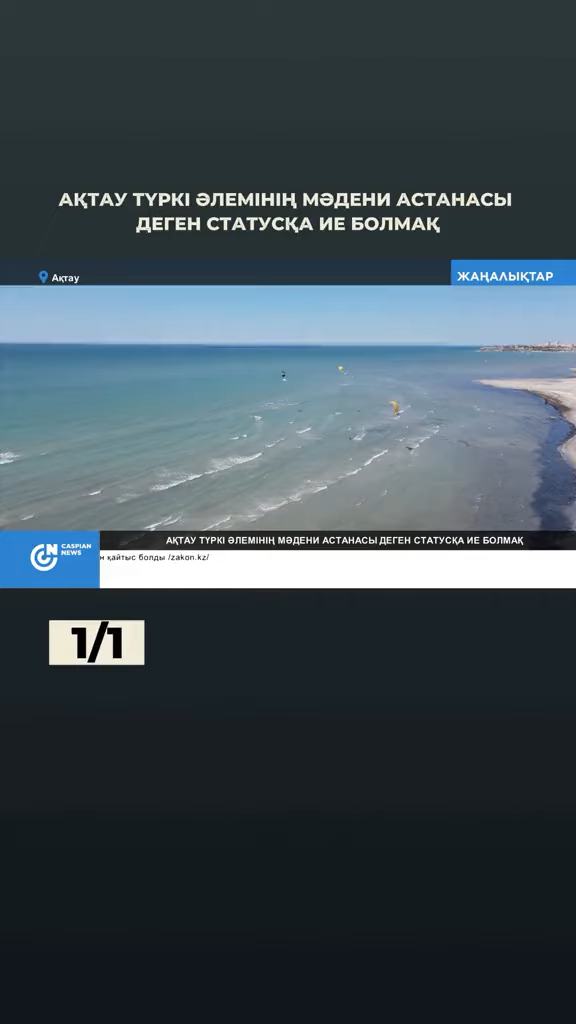 АҚТАУ ТҮРКІ ӘЛЕМІНІҢ МӘДЕНИ АСТАНАСЫ
ДЕГЕН СТАТУСҚА ИЕ БОЛМАҚ
Ақтау
ЖАҢАЛЫҚТАР
АҚТАУ ТҮРКІ ӘЛЕМІНІҢ МӘДЕНИ АСТАНАСЫ ДЕГЕН СТАТУСҚА ИЕ БОЛМАҚ
CN CASPIAN
NEWS
н қайтыс болды /zakon.kz/
1/1